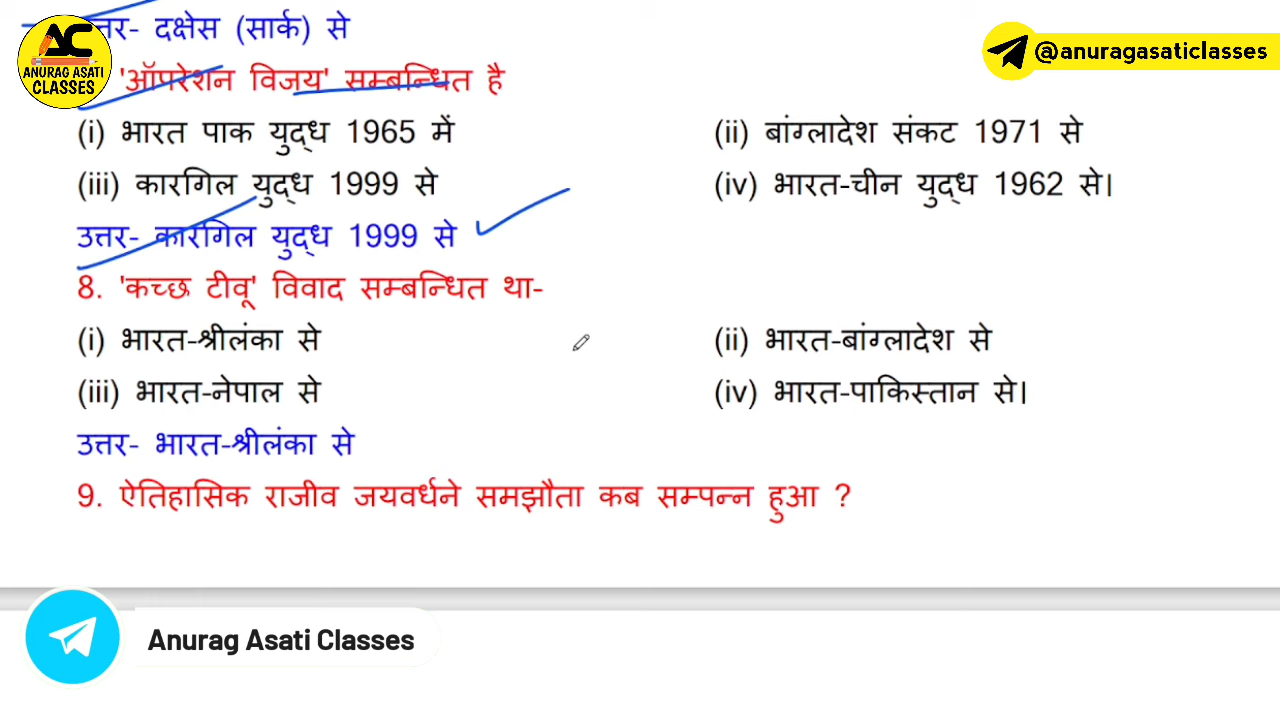 त्तर- दक्षेस (सार्क) से
AC
ANURAG ASATI
CLASSES
@anuragasaticlasses
'ऑपरेशन विजय' सम्बन्धित है
(i) भारत पाक युद्ध 1965 में (ii) बांग्लादेश संकट 1971 से
(iii) कारगिल युद्ध 1999 से (iv) भारत-चीन युद्ध 1962 से।
उत्तर- कारगिल युद्ध 1999 से
8. 'कच्छ टीवू' विवाद सम्बन्धित था-
(i) भारत-श्रीलंका से (ii) भारत-बांग्लादेश से
(iii) भारत-नेपाल से (iv) भारत-पाकिस्तान से।
उत्तर- भारत-श्रीलंका से
9. ऐतिहासिक राजीव जयवर्धने समझौता कब सम्पन्न हुआ ?
Anurag Asati Classes